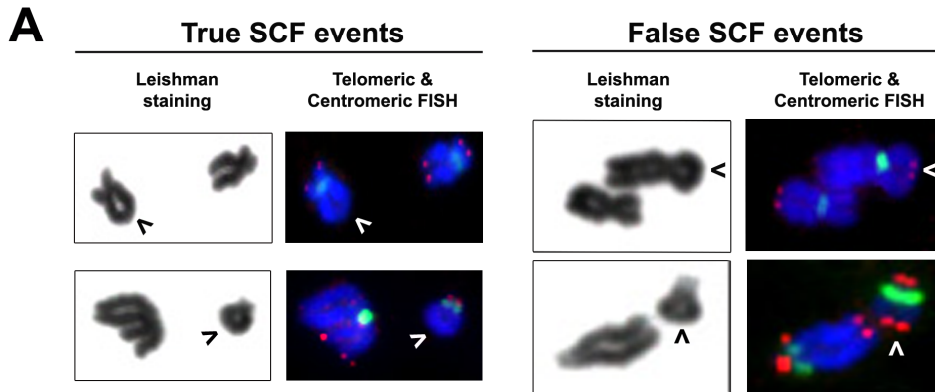 A
True SCF events
False SCF events
Leishman
staining
Telomeric &
Centromeric FISH
Leishman
staining
Telomeric &
Centromeric FISH